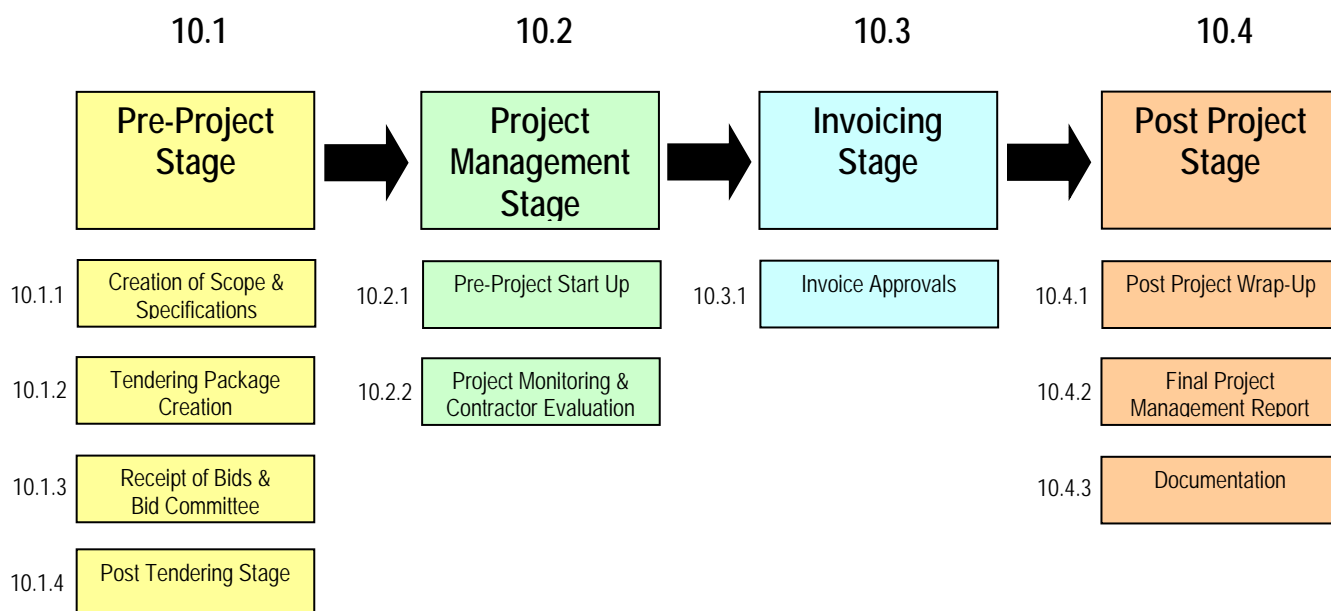 10.1
10.2
10.3
10.4
Pre-Project
Stage
Project
Management
Stage
Invoicing
Stage
Post Project
Stage
10.1.1
Creation of Scope &
Specifications
10.2.1
Pre-Project Start Up
10.3.1
Invoice Approvals
10.4.1
Post Project Wrap-Up
10.1.2
Tendering Package
Creation
10.2.2
Project Monitoring &
Contractor Evaluation
10.4.2
Final Project
Management Report
10.1.3
Receipt of Bids &
Bid Committee
10.4.3
Documentation
10.1.4
Post Tendering Stage